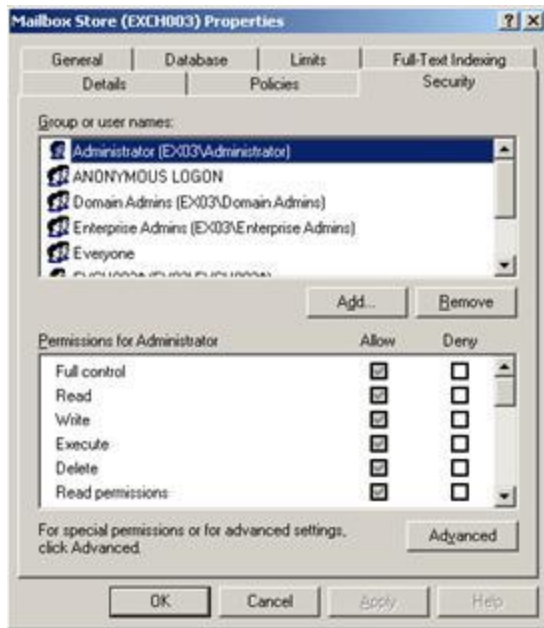 Mailbox Store (EXCH003) Properties
General Database Limits Full-Text Indexing
Details Policies Security
Group or user names:
Administrator (EX03\Administrator)
ANONYMOUS LOGON
Domain Admins (EX03\Domain Admins)
Enterprise Admins (EX03\Enterprise Admins)
Everyone
Add... Remove
Permissions for Administrator Allow Deny
Full control
Read
Write
Execute
Delete
Read permissions
For special permissions or for advanced settings,
click Advanced.
Advanced
OK Cancel Apply Help